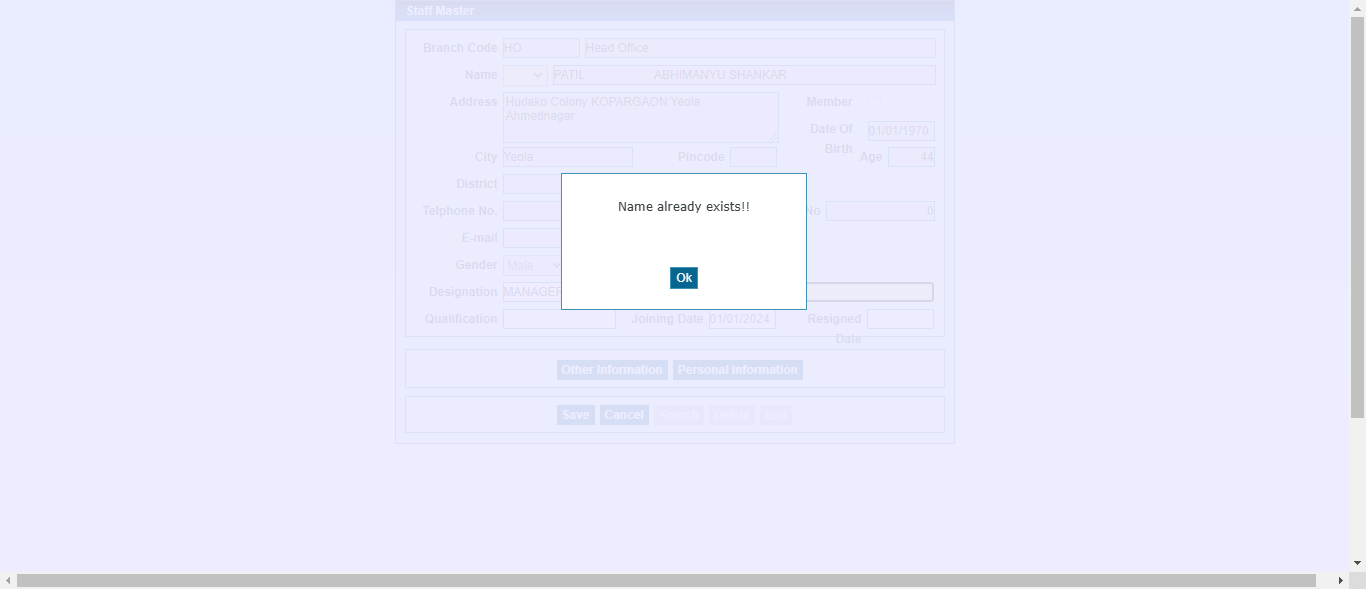 Staff Master
Branch Code HO Head Office
Name PATIL ABHIMANYU SHANKAR
Address Hudako Colony KOPARGAON Yeola Member
Ahmednagar
Date Of 01/01/1970
Birth Age 44
City Yeola Pincode
District
Telphone No. No 0
E-mail
Gender Male
Designation MANAGER
Qualification Joining Date 01/01/2024 Resigned
Date
Name already exists!!
Ok
Other Information Personal Information
Save Cancel Search Delete Exit